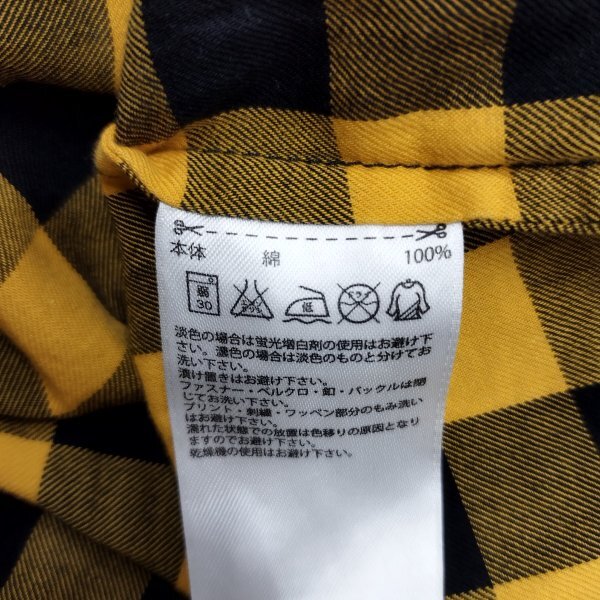 本体 綿 100%
弱 30 低
淡色の場合は蛍光増白剤の使用はお避け下
さい。濃色の場合は淡色のものと分けてお
洗い下さい。
漬け置きはお避け下さい。
ファスナー・ベルクロ・釦・バックルは閉
じてお洗い下さい。
プリント・刺繍・ワッペン部分のもみ洗い
はお避け下さい。
濡れた状態での放置は色移りの原因となり
ますのでお避け下さい。
乾燥機の使用はお避け下さい。